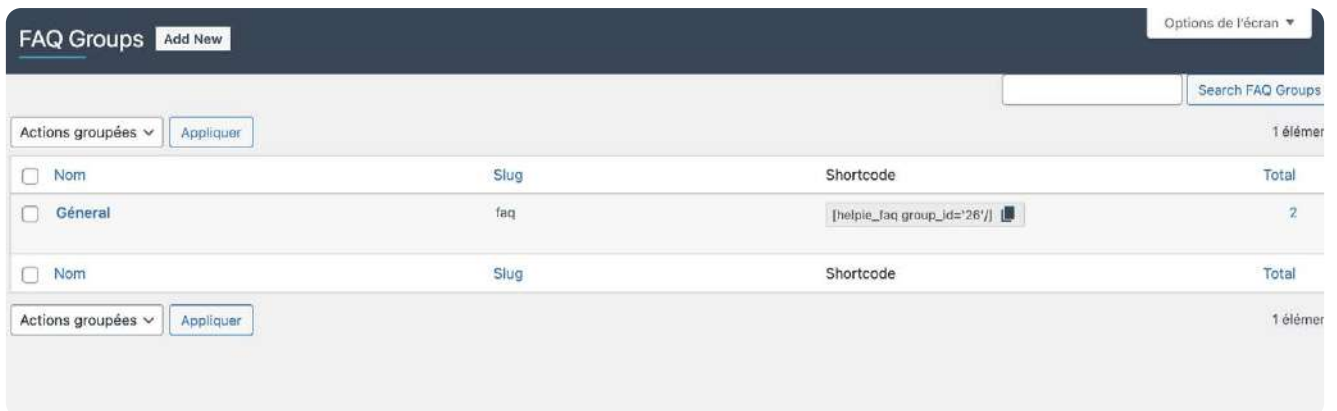 FAQ Groups Add New Options de l'écran ▼
Search FAQ Groups
Actions groupées Appliquer 1 élémen
Nom Slug Shortcode Total
Géneral faq [helpie_faq group_id='26'/] 2
Nom Slug Shortcode Total
Actions groupées Appliquer 1 élémen